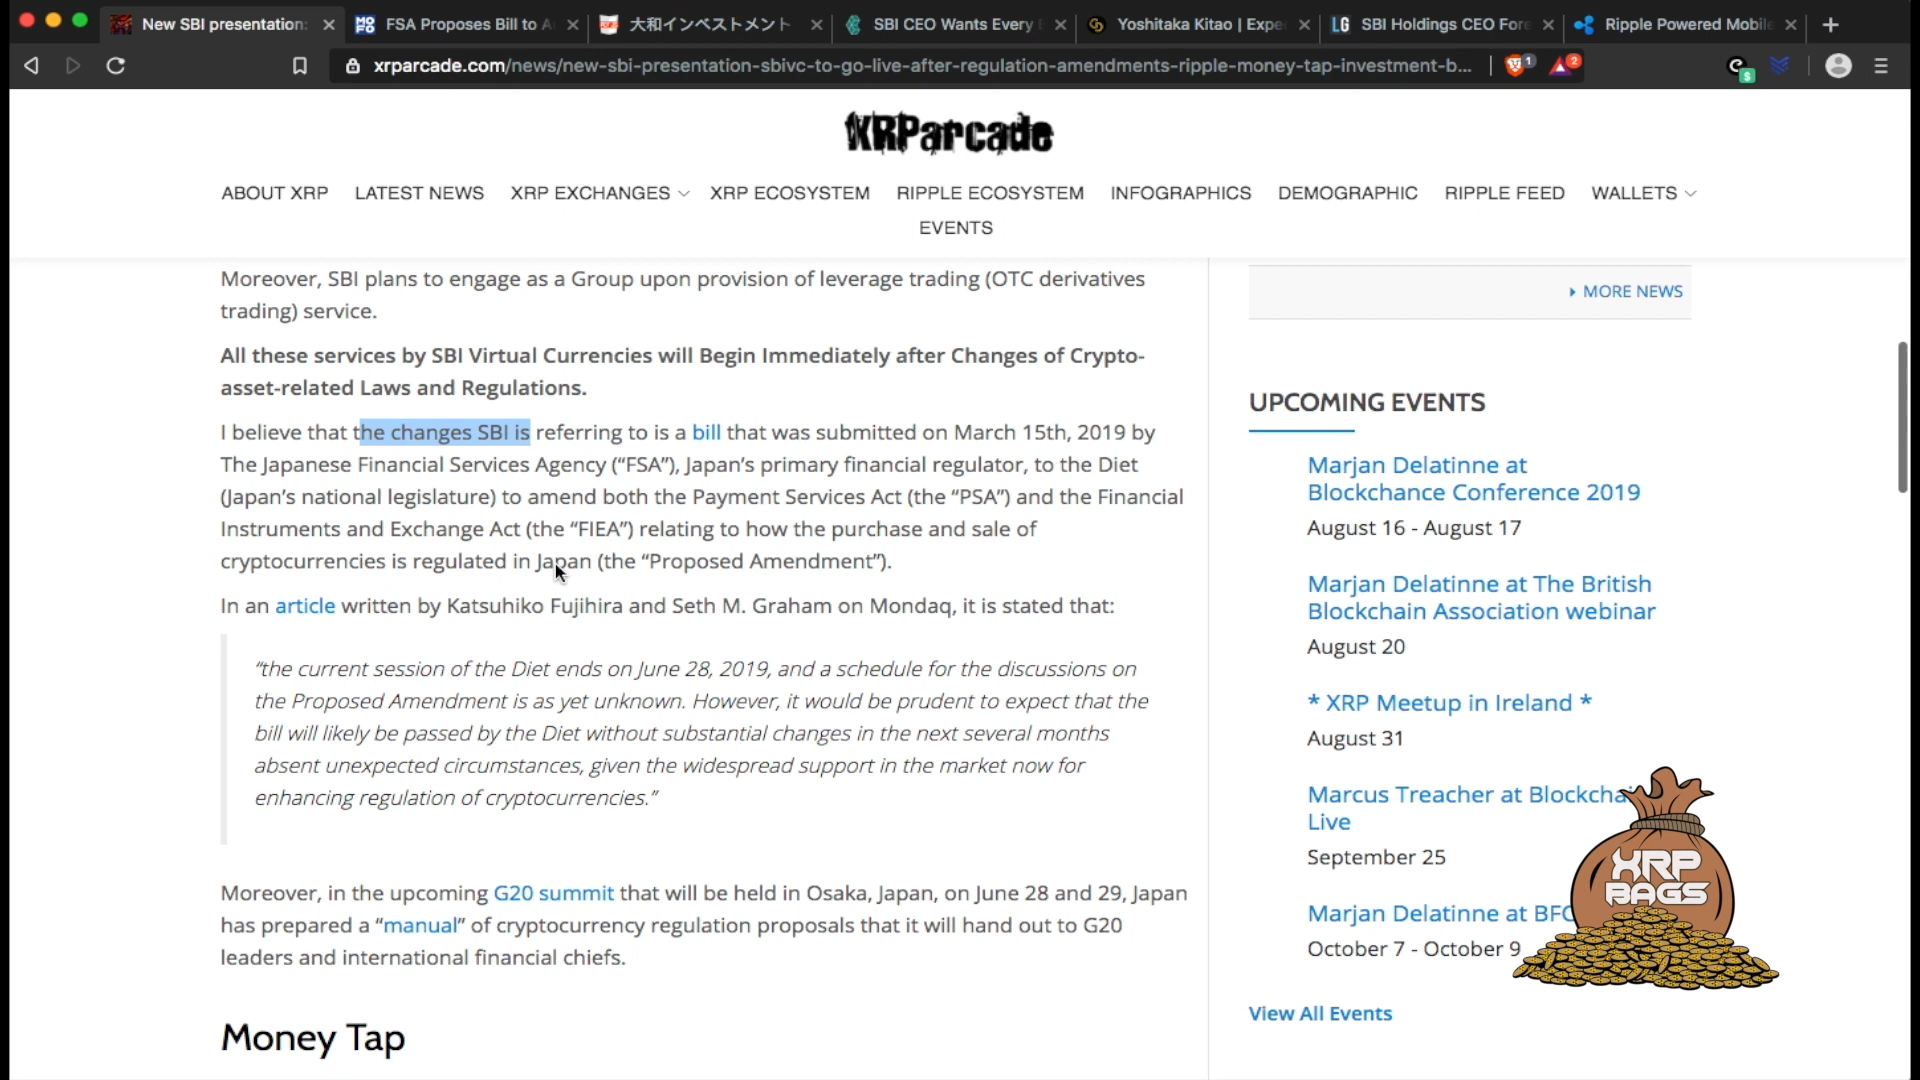 New SBI presentation:
FSA Proposes Bill to A
大和インベストメント
SBI CEO Wants Every
Yoshitaka Kitao | Expe
SBI Holdings CEO Fore
Ripple Powered Mobile
xrparcade.com/news/new-sbi-presentation-sbivc-to-go-live-after-regulation-amendments-ripple-money-tap-investment-b...
1
2
XRParcade
ABOUT XRP LATEST NEWS XRP EXCHANGES XRP ECOSYSTEM RIPPLE ECOSYSTEM INFOGRAPHICS DEMOGRAPHIC RIPPLE FEED WALLETS
EVENTS
Moreover, SBI plans to engage as a Group upon provision of leverage trading (OTC derivatives
trading) service.
All these services by SBI Virtual Currencies will Begin Immediately after Changes of Crypto-
asset-related Laws and Regulations.
I believe that the changes SBI is referring to is a bill that was submitted on March 15th, 2019 by
The Japanese Financial Services Agency (“FSA”), Japan’s primary financial regulator, to the Diet
(Japan’s national legislature) to amend both the Payment Services Act (the “PSA”) and the Financial
Instruments and Exchange Act (the “FIEA”) relating to how the purchase and sale of
cryptocurrencies is regulated in Japan (the “Proposed Amendment”).
In an article written by Katsuhiko Fujihira and Seth M. Graham on Mondaq, it is stated that:
“the current session of the Diet ends on June 28, 2019, and a schedule for the discussions on
the Proposed Amendment is as yet unknown. However, it would be prudent to expect that the
bill will likely be passed by the Diet without substantial changes in the next several months
absent unexpected circumstances, given the widespread support in the market now for
enhancing regulation of cryptocurrencies.”
Moreover, in the upcoming G20 summit that will be held in Osaka, Japan, on June 28 and 29, Japan
has prepared a “manual” of cryptocurrency regulation proposals that it will hand out to G20
leaders and international financial chiefs.
Money Tap
MORE NEWS
UPCOMING EVENTS
Marjan Delatinne at
Blockchance Conference 2019
August 16 - August 17
Marjan Delatinne at The British
Blockchain Association webinar
August 20
* XRP Meetup in Ireland *
August 31
Marcus Treacher at Blockchai
Live
September 25
Marjan Delatinne at BFC
October 7 - October 9
View All Events
XRP
BAGS